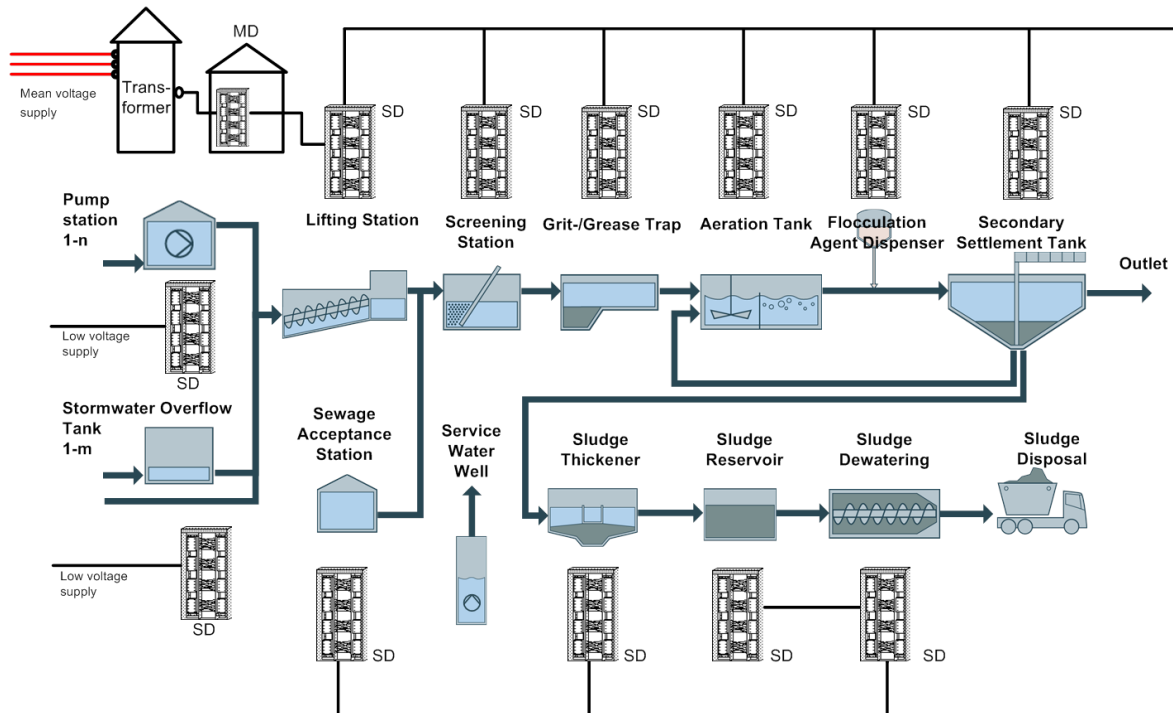 MD
SD
SD
SD
SD
SD
SD
Trans-
former
Mean voltage
supply
Pump
station
1-n
Lifting Station
Screening
Station
Grit-/Grease Trap
Aeration Tank
Flocculation
Agent Dispenser
Secondary
Settlement Tank
Outlet
Low voltage
supply
SD
Stormwater Overflow
Tank
1-m
Sewage
Acceptance
Station
Service
Water
Well
Sludge
Thickener
Sludge
Reservoir
Sludge
Dewatering
Sludge
Disposal
Low voltage
supply
SD
SD
SD
SD
SD